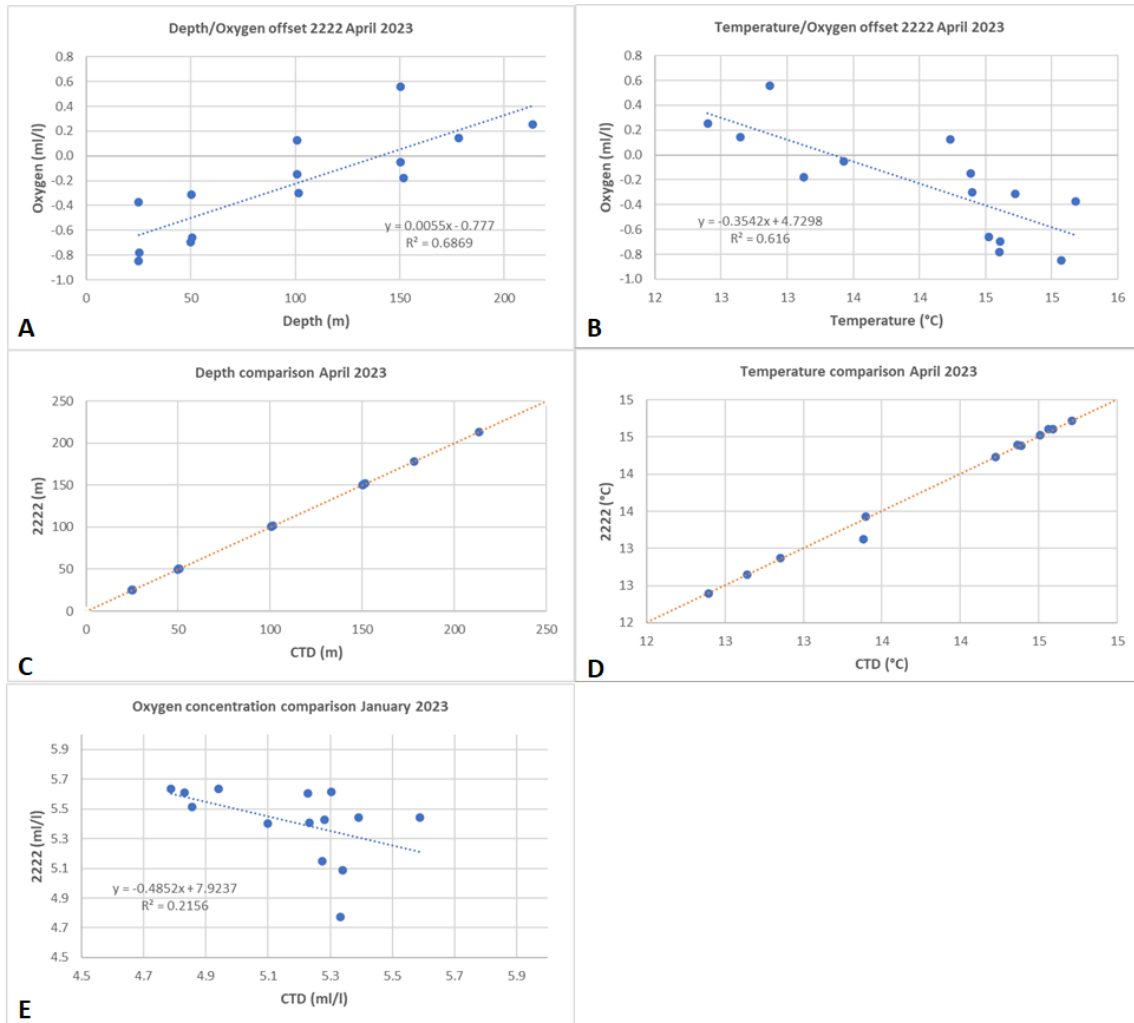 Depth/Oxygen offset 2222 April 2023
0.8
0.6
0.4
0.2
0.0
-0.2
-0.4
-0.6
-0.8
-1.0
Oxygen (ml/l)
y = 0.0055x - 0.777
R² = 0.6869
0 50 100 150 200
Depth (m)
A
Temperature/Oxygen offset 2222 April 2023
0.8
0.6
0.4
0.2
0.0
-0.2
-0.4
-0.6
-0.8
-1.0
Oxygen (ml/l)
y = -0.3542x + 4.7298
R² = 0.616
12 13 13 14 14 15 15 16
Temperature (°C)
B
Depth comparison April 2023
250
200
150
100
50
0
2222 (m)
0 50 100 150 200 250
CTD (m)
C
Temperature comparison April 2023
15
15
14
14
13
13
12
2222 (°C)
12 13 13 14 14 15 15
CTD (°C)
D
Oxygen concentration comparison January 2023
5.9
5.7
5.5
5.3
5.1
4.9
4.7
4.5
2222 (ml/l)
y = -0.4852x + 7.9237
R² = 0.2156
4.5 4.7 4.9 5.1 5.3 5.5 5.7 5.9
CTD (ml/l)
E